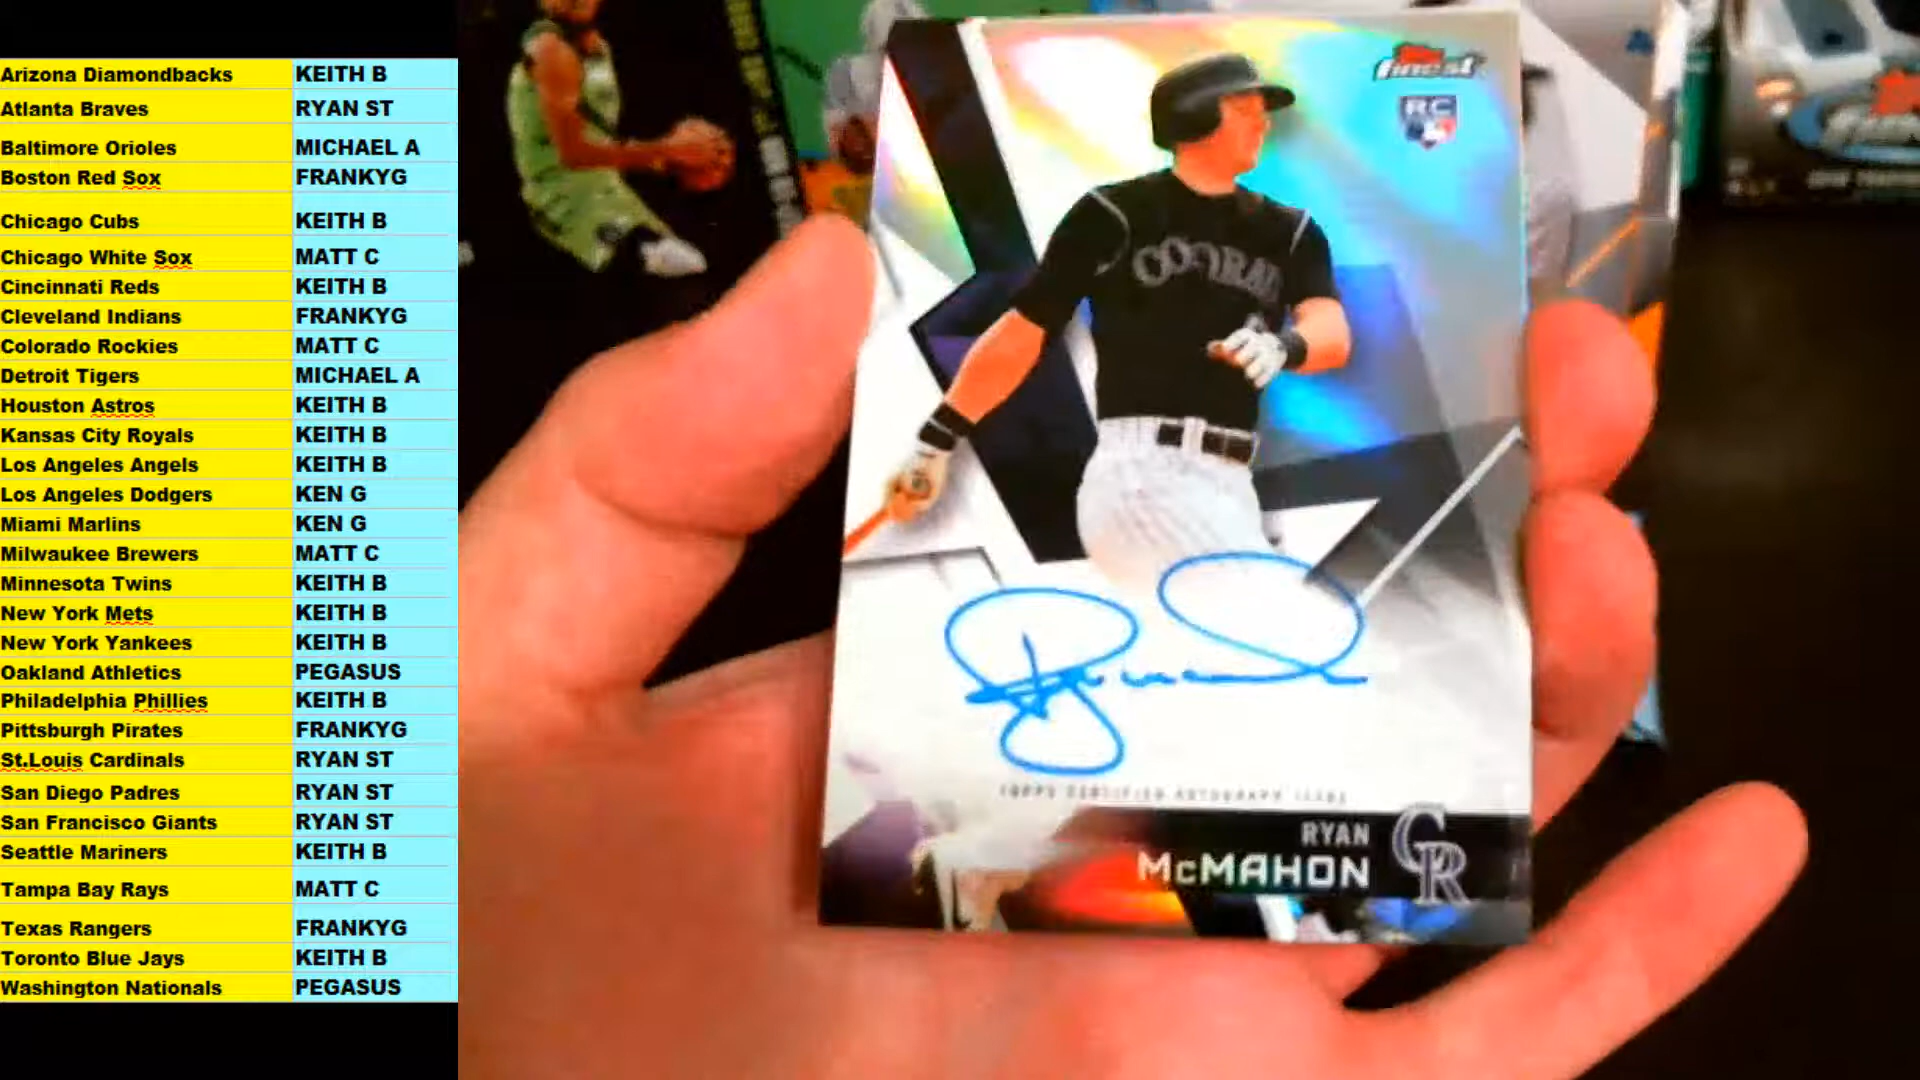 Arizona Diamondbacks KEITH B
Atlanta Braves RYAN ST
Baltimore Orioles MICHAEL A
Boston Red Sox FRANKYG
Chicago Cubs KEITH B
Chicago White Sox MATT C
Cincinnati Reds KEITH B
Cleveland Indians FRANKYG
Colorado Rockies MATT C
Detroit Tigers MICHAEL A
Houston Astros KEITH B
Kansas City Royals KEITH B
Los Angeles Angels KEITH B
Los Angeles Dodgers KEN G
Miami Marlins KEN G
Milwaukee Brewers MATT C
Minnesota Twins KEITH B
New York Mets KEITH B
New York Yankees KEITH B
Oakland Athletics PEGASUS
Philadelphia Phillies KEITH B
Pittsburgh Pirates FRANKYG
St.Louis Cardinals RYAN ST
San Diego Padres RYAN ST
San Francisco Giants RYAN ST
Seattle Mariners KEITH B
Tampa Bay Rays MATT C
Texas Rangers FRANKYG
Toronto Blue Jays KEITH B
Washington Nationals PEGASUS
Topps
finest
RC
TOPPS CERTIFIED AUTOGRAPH ISSUE
RYAN
McMAHON
CR